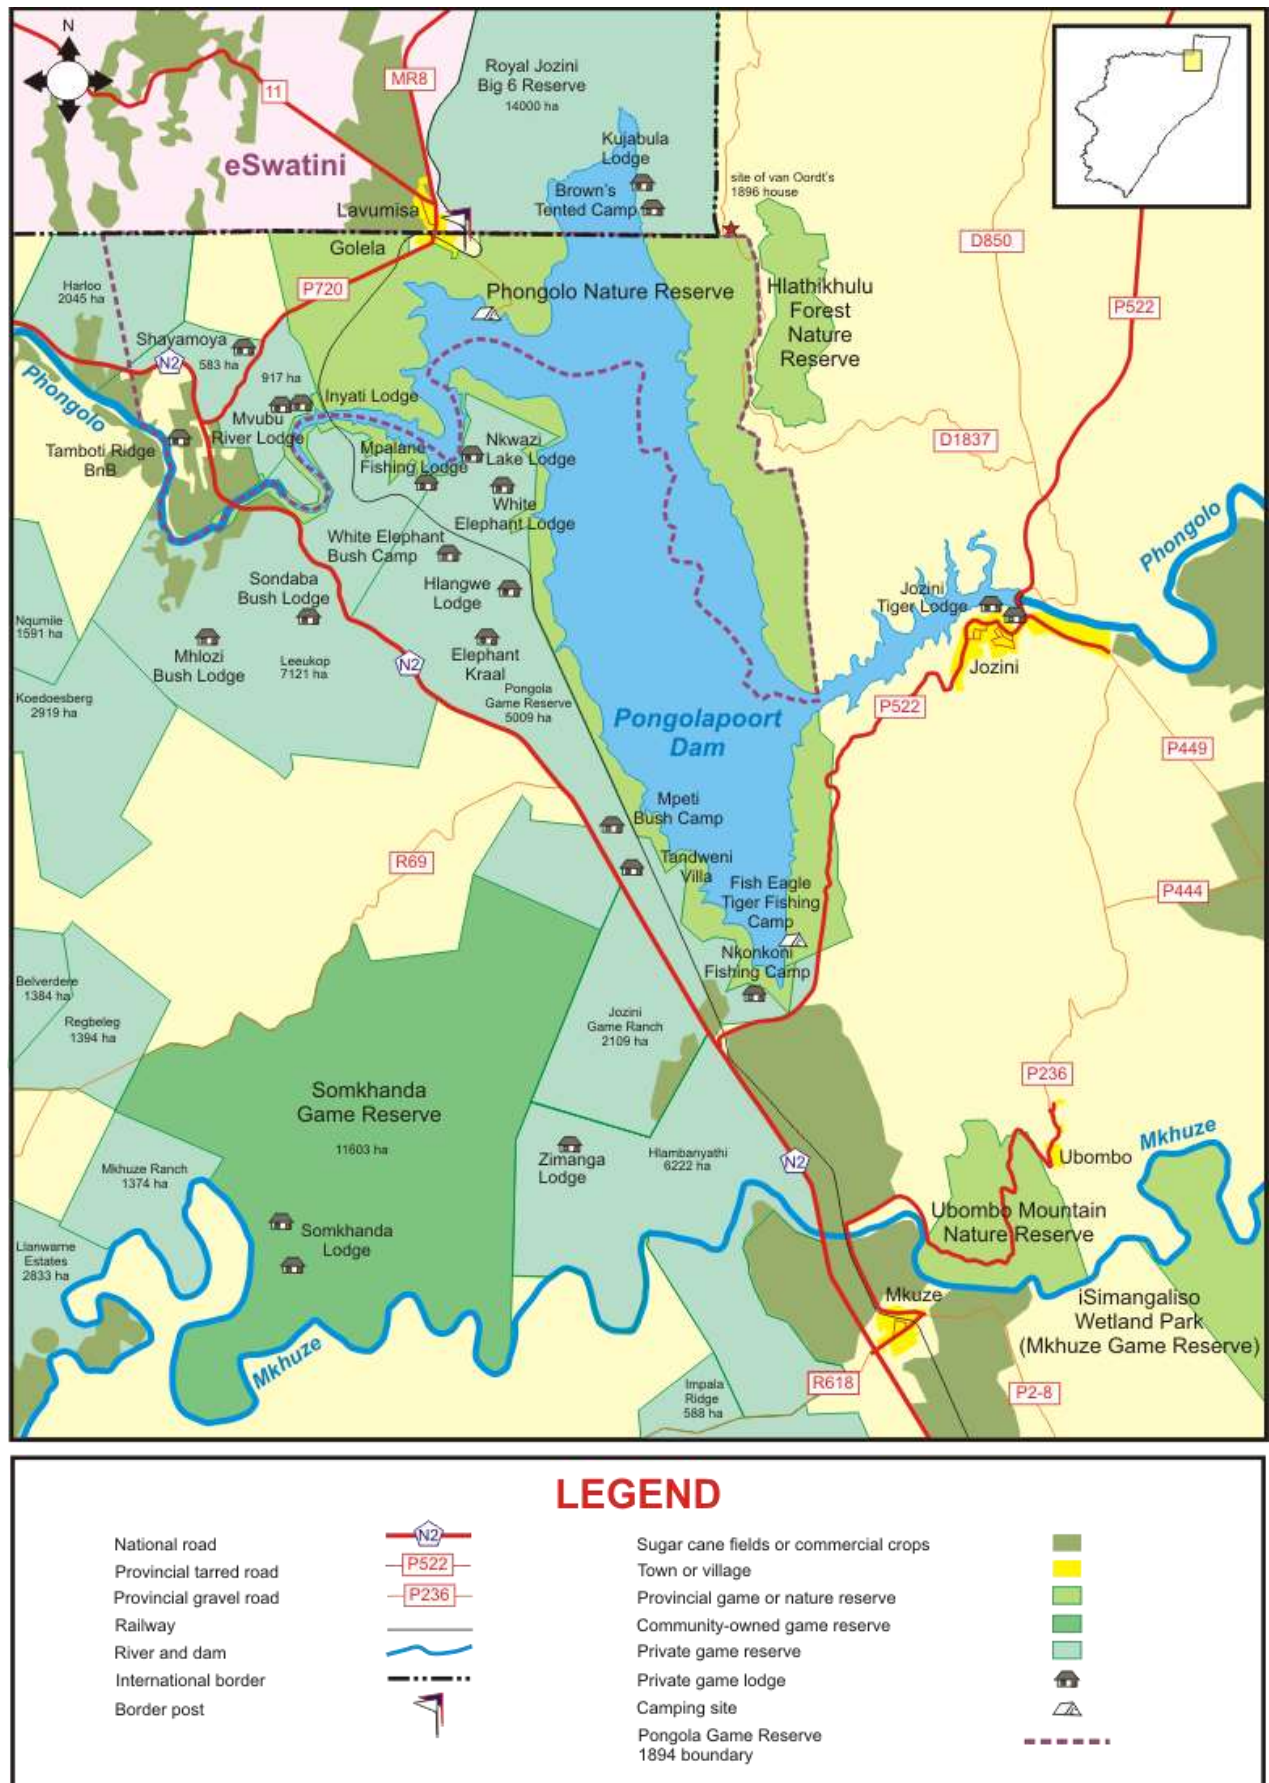 N
11
MR8
Royal Jozini
Big 6 Reserve
14000 ha
eSwatini
Kujabula
Lodge
Brown's
Tented Camp
site of van Oordt's
1896 house
Lavumisa
Golela
D850
P720
Harloo
2045 ha
Phongolo Nature Reserve
Hlathikhulu
Forest
Nature
Reserve
P522
Shayamoya
583 ha
N2
917 ha
Phongolo
Inyati Lodge
Mvubu
River Lodge
Tamboti Ridge
BnB
Mpalane
Fishing Lodge
Nkwazi
Lake Lodge
D1837
White
Elephant Lodge
Phongolo
White Elephant
Bush Camp
Sondaba
Bush Lodge
Hlangwe
Lodge
Jozini
Tiger Lodge
Nqumile
1591 ha
Mhlozi
Bush Lodge
Leeukop
7121 ha
N2
Elephant
Kraal
Jozini
Koedoesberg
2919 ha
Pongola
Game Reserve
5009 ha
P522
Pongolapoort
Dam
P449
Mpeti
Bush Camp
R69
Tandweni
Villa
P444
Fish Eagle
Tiger Fishing
Camp
Nkonkoni
Fishing Camp
Belverdere
1384 ha
Regbeleg
1394 ha
Jozini
Game Ranch
2109 ha
P236
Somkhanda
Game Reserve
11603 ha
Mkhuze
Zimanga
Lodge
Hlambanyathi
6222 ha
N2
Ubombo
Mkhuze Ranch
1374 ha
Ubombo Mountain
Nature Reserve
Somkhanda
Lodge
Llanwarne
Estates
2833 ha
Mkuze
iSimangaliso
Wetland Park
(Mkhuze Game Reserve)
Mkhuze
R618
P2-8
Impala
Ridge
588 ha
LEGEND
National road
N2
Provincial tarred road
P522
Provincial gravel road
P236
Railway
River and dam
International border
Border post
Sugar cane fields or commercial crops
Town or village
Provincial game or nature reserve
Community-owned game reserve
Private game reserve
Private game lodge
Camping site
Pongola Game Reserve
1894 boundary